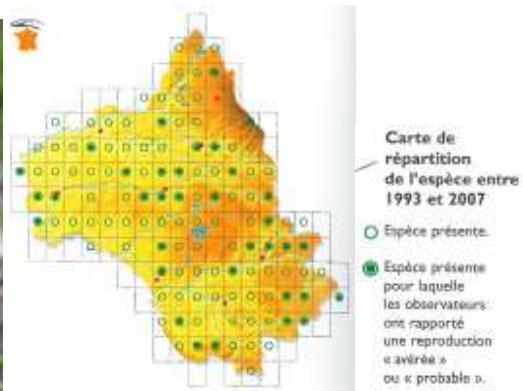 Carte de
répartition
de l'espèce entre
1993 et 2007
Espèce présente.
Espèce présente
pour laquelle
les observateurs
ont rapporté
une reproduction
« avérée »
ou « probable ».